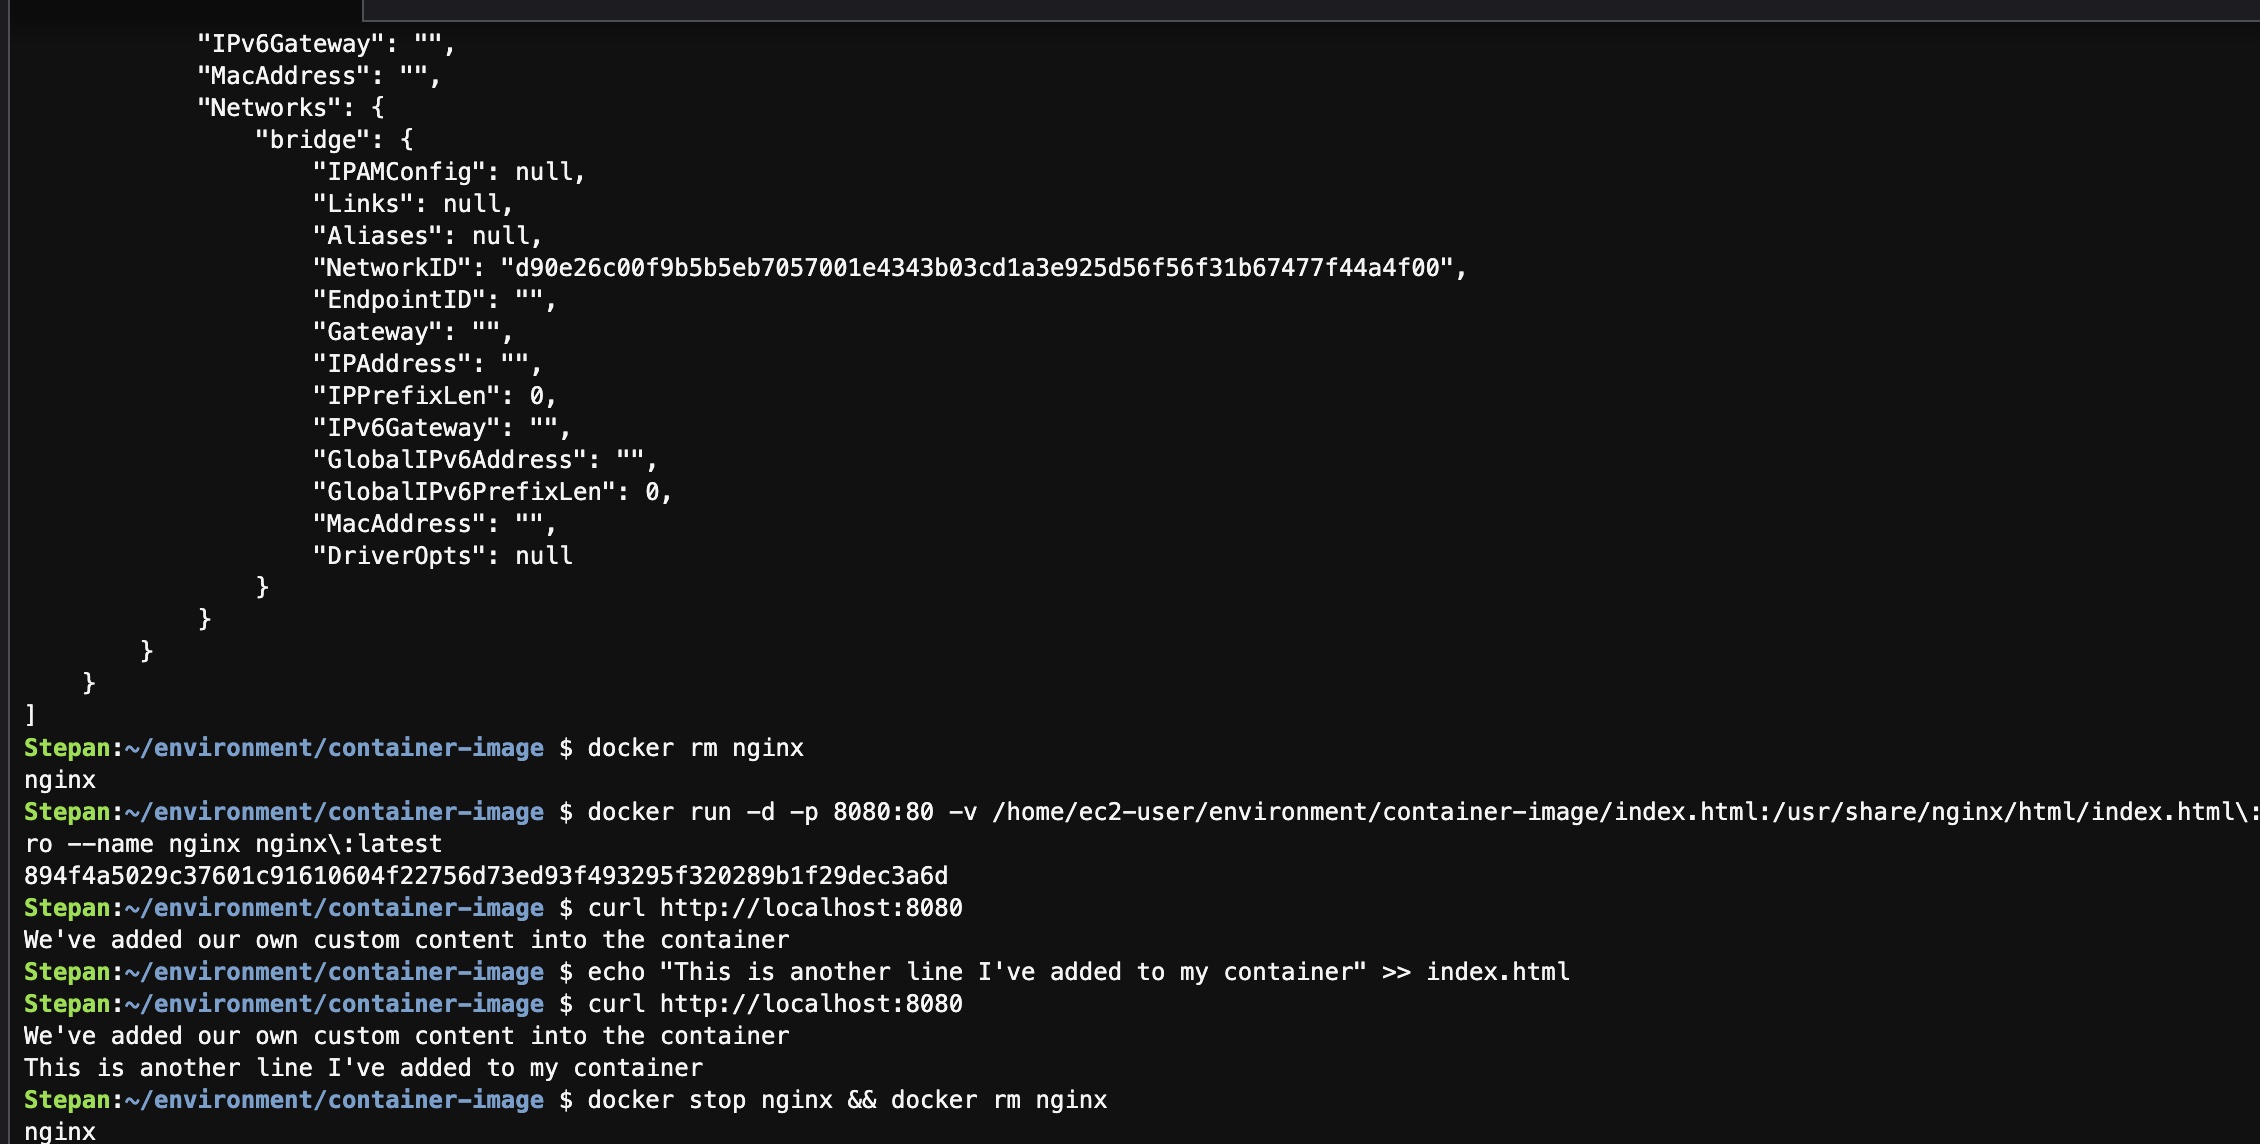 "IPv6Gateway": "",
"MacAddress": "",
"Networks": {
"bridge": {
"IPAMConfig": null,
"Links": null,
"Aliases": null,
"NetworkID": "d90e26c00f9b5b5eb7057001e4343b03cd1a3e925d56f56f31b67477f44a4f00",
"EndpointID": "",
"Gateway": "",
"IPAddress": "",
"IPPrefixLen": 0,
"IPv6Gateway": "",
"GlobalIPv6Address": "",
"GlobalIPv6PrefixLen": 0,
"MacAddress": "",
"DriverOpts": null
}
}
}
}
]
Stepan:~/environment/container-image $ docker rm nginx
nginx
Stepan:~/environment/container-image $ docker run -d -p 8080:80 -v /home/ec2-user/environment/container-image/index.html:/usr/share/nginx/html/index.html\:
ro --name nginx nginx\:latest
894f4a5029c37601c91610604f22756d73ed93f493295f320289b1f29dec3a6d
Stepan:~/environment/container-image $ curl http://localhost:8080
We've added our own custom content into the container
Stepan:~/environment/container-image $ echo "This is another line I've added to my container" >> index.html
Stepan:~/environment/container-image $ curl http://localhost:8080
We've added our own custom content into the container
This is another line I've added to my container
Stepan:~/environment/container-image $ docker stop nginx && docker rm nginx
nginx